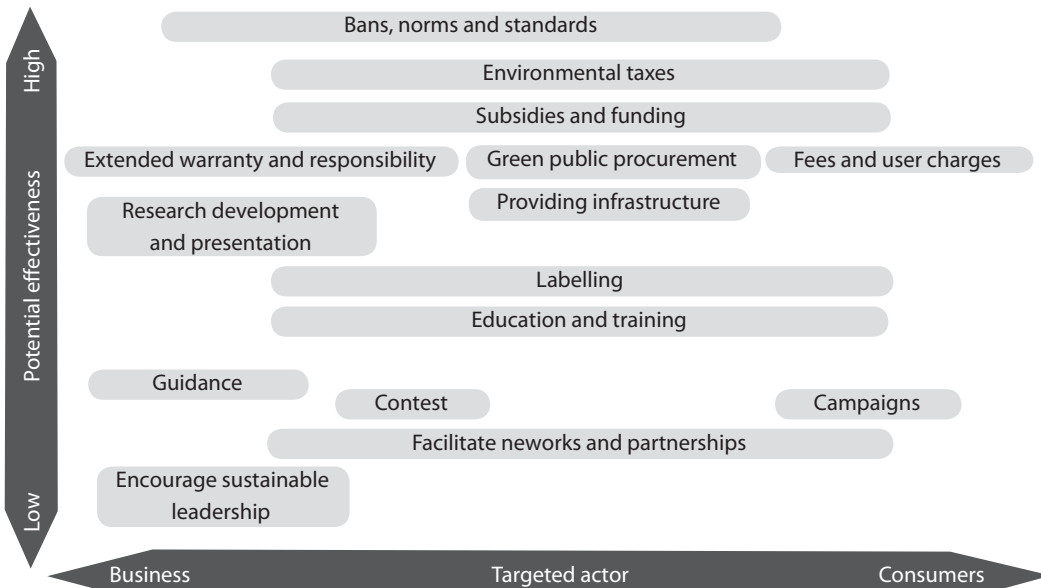 High
Potential effectiveness
Low
Bans, norms and standards
Environmental taxes
Subsidies and funding
Extended warranty and responsibility
Green public procurement
Fees and user charges
Providing infrastructure
Research development
and presentation
Labelling
Education and training
Guidance
Contest
Campaigns
Facilitate neworks and partnerships
Encourage sustainable
leadership
Business
Targeted actor
Consumers